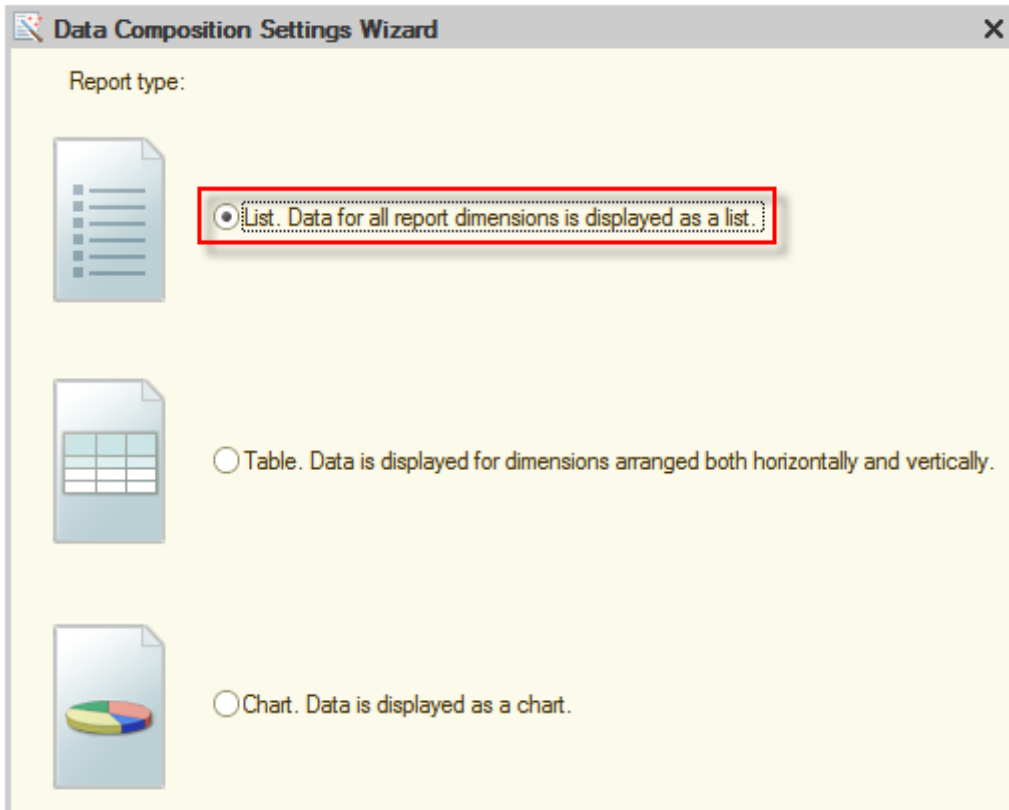 Data Composition Settings Wizard
Report type:
List. Data for all report dimensions is displayed as a list.
Table. Data is displayed for dimensions arranged both horizontally and vertically.
Chart. Data is displayed as a chart.